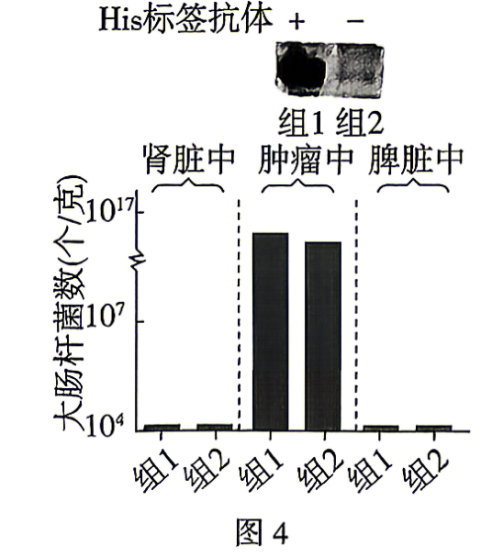 His标签抗体 + −
组1 组2
肾脏中 肿瘤中 脾脏中
大肠杆菌数(个/克)
10¹⁷
10⁷
10⁴
组1 组2 组1 组2 组1 组2
图 4